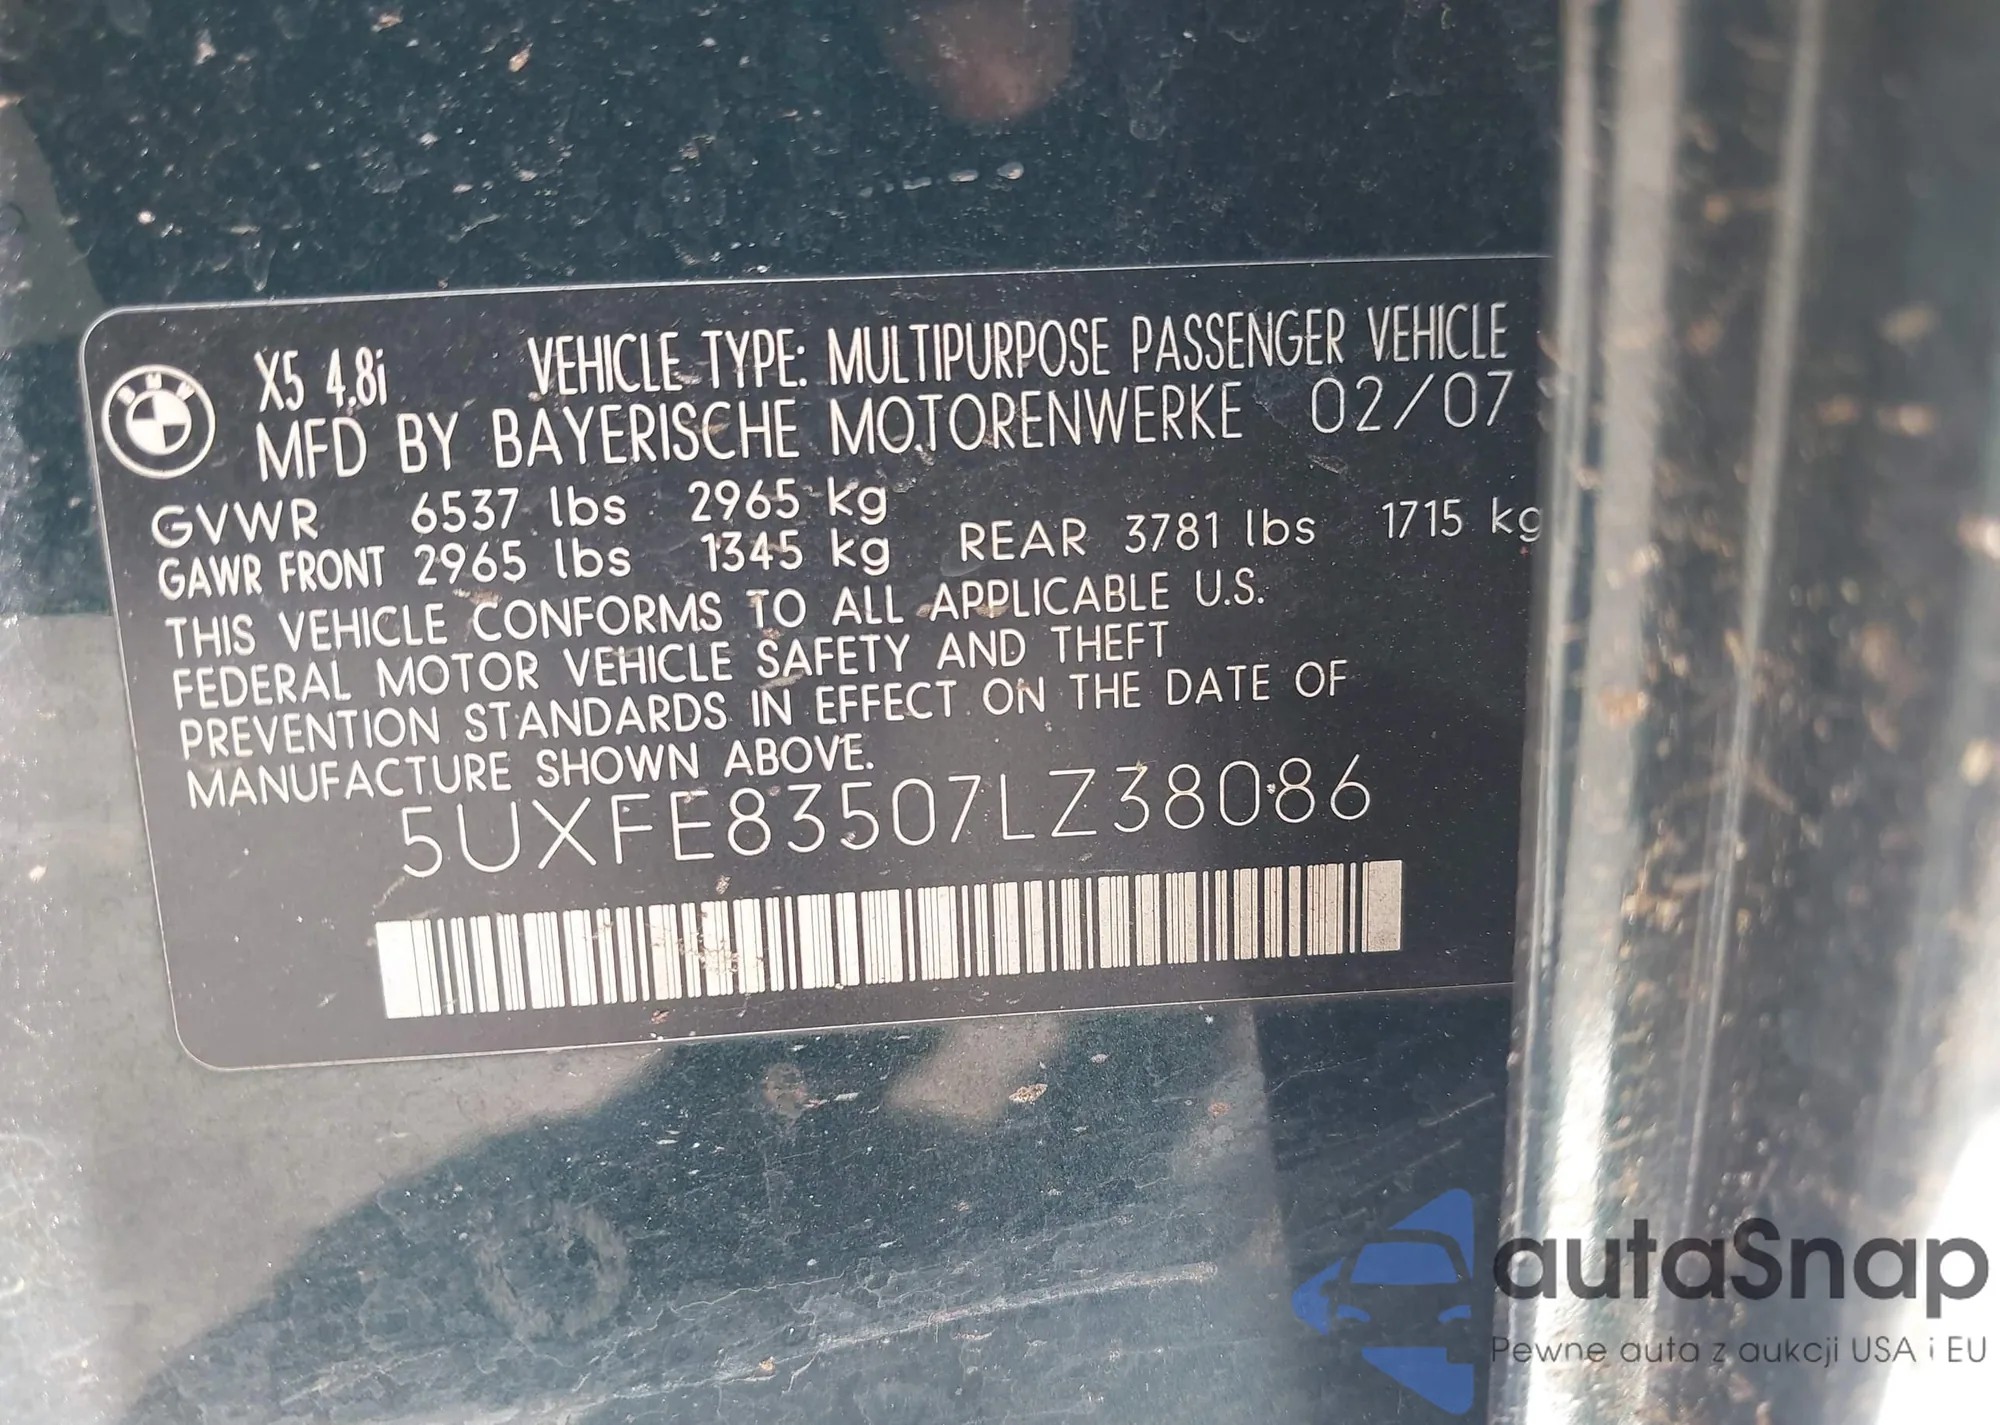 X5 4.8i VEHICLE TYPE: MULTIPURPOSE PASSENGER VEHICLE
MFD BY BAYERISCHE MOTORENWERKE 02/07
GVWR 6537 lbs 2965 kg
GAWR FRONT 2965 lbs 1345 kg REAR 3781 lbs 1715 kg
THIS VEHICLE CONFORMS TO ALL APPLICABLE U.S.
FEDERAL MOTOR VEHICLE SAFETY AND THEFT
PREVENTION STANDARDS IN EFFECT ON THE DATE OF
MANUFACTURE SHOWN ABOVE.
5UXFE83507LZ38086
autaSnap
Pewne auta z aukcji USA i EU